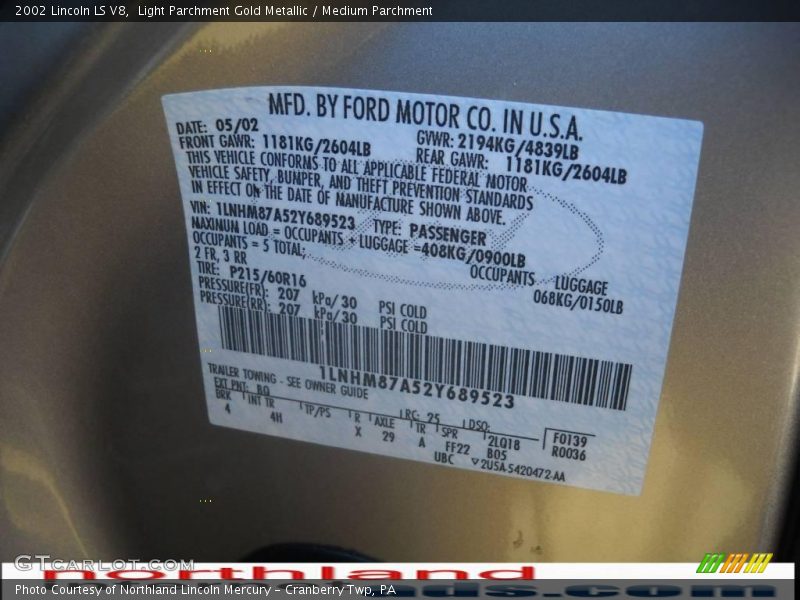 2002 Lincoln LS V8,  Light Parchment Gold Metallic / Medium Parchment
MFD. BY FORD MOTOR CO. IN U.S.A.
DATE: 05/02 GVWR: 2194KG/4839LB
FRONT GAWR: 1181KG/2604LB REAR GAWR: 1181KG/2604LB
THIS VEHICLE CONFORMS TO ALL APPLICABLE FEDERAL MOTOR
VEHICLE SAFETY, BUMPER, AND THEFT PREVENTION STANDARDS
IN EFFECT ON THE DATE OF MANUFACTURE SHOWN ABOVE.
VIN: 1LNHM87A52Y689523 TYPE: PASSENGER
MAXIMUM LOAD = OCCUPANTS + LUGGAGE =408KG/0900LB
OCCUPANTS = 5 TOTAL; OCCUPANTS LUGGAGE
2 FR, 3 RR 068KG/0150LB
TIRE: P215/60R16
PRESSURE(FR): 207 kPa/ 30 PSI COLD
PRESSURE(RR): 207 kPa/ 30 PSI COLD
1LNHM87A52Y689523
TRAILER TOWING - SEE OWNER GUIDE
EXT PNT: BQ RC: 25 DSO:
BRK INT TR TP/PS R AXLE TR SPR 2LQ18 F0139
4 4H X 29 A FF22 B05 R0036
UBC ▽2USA-5420472-AA
GTCarLot.com
northland
Photo Courtesy of Northland Lincoln Mercury - Cranberry Twp, PA